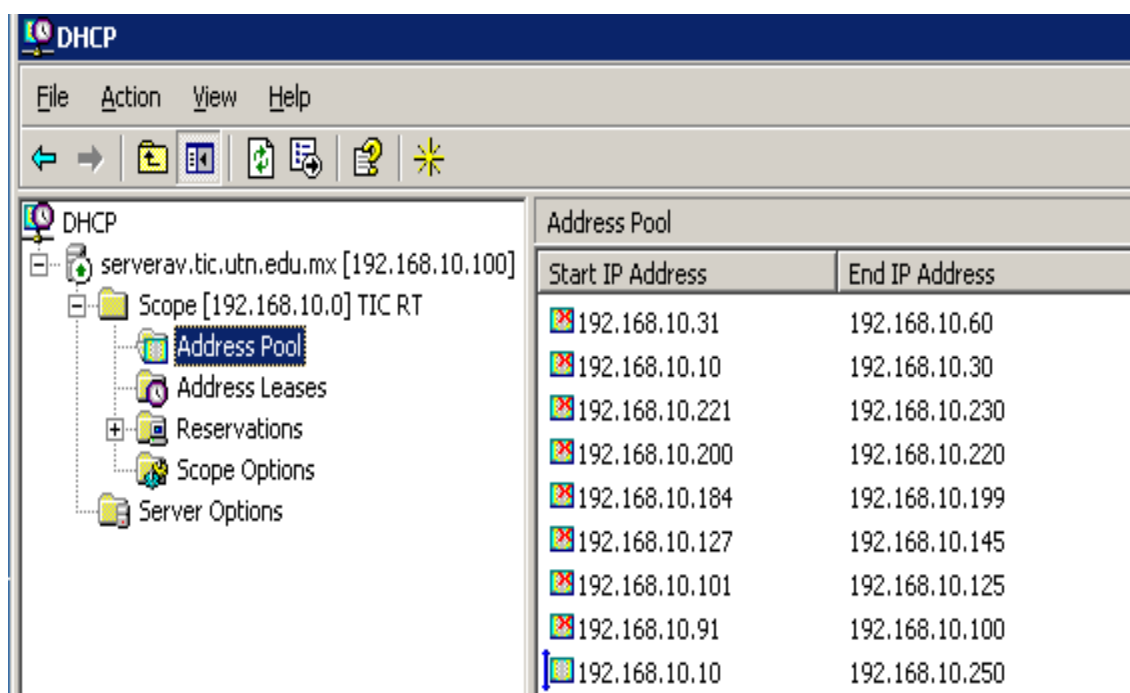 DHCP
File Action View Help
DHCP
serverav.tic.utn.edu.mx [192.168.10.100]
Scope [192.168.10.0] TIC RT
Address Pool
Address Leases
Reservations
Scope Options
Server Options
Address Pool
Start IP Address End IP Address
192.168.10.31 192.168.10.60
192.168.10.10 192.168.10.30
192.168.10.221 192.168.10.230
192.168.10.200 192.168.10.220
192.168.10.184 192.168.10.199
192.168.10.127 192.168.10.145
192.168.10.101 192.168.10.125
192.168.10.91 192.168.10.100
192.168.10.10 192.168.10.250